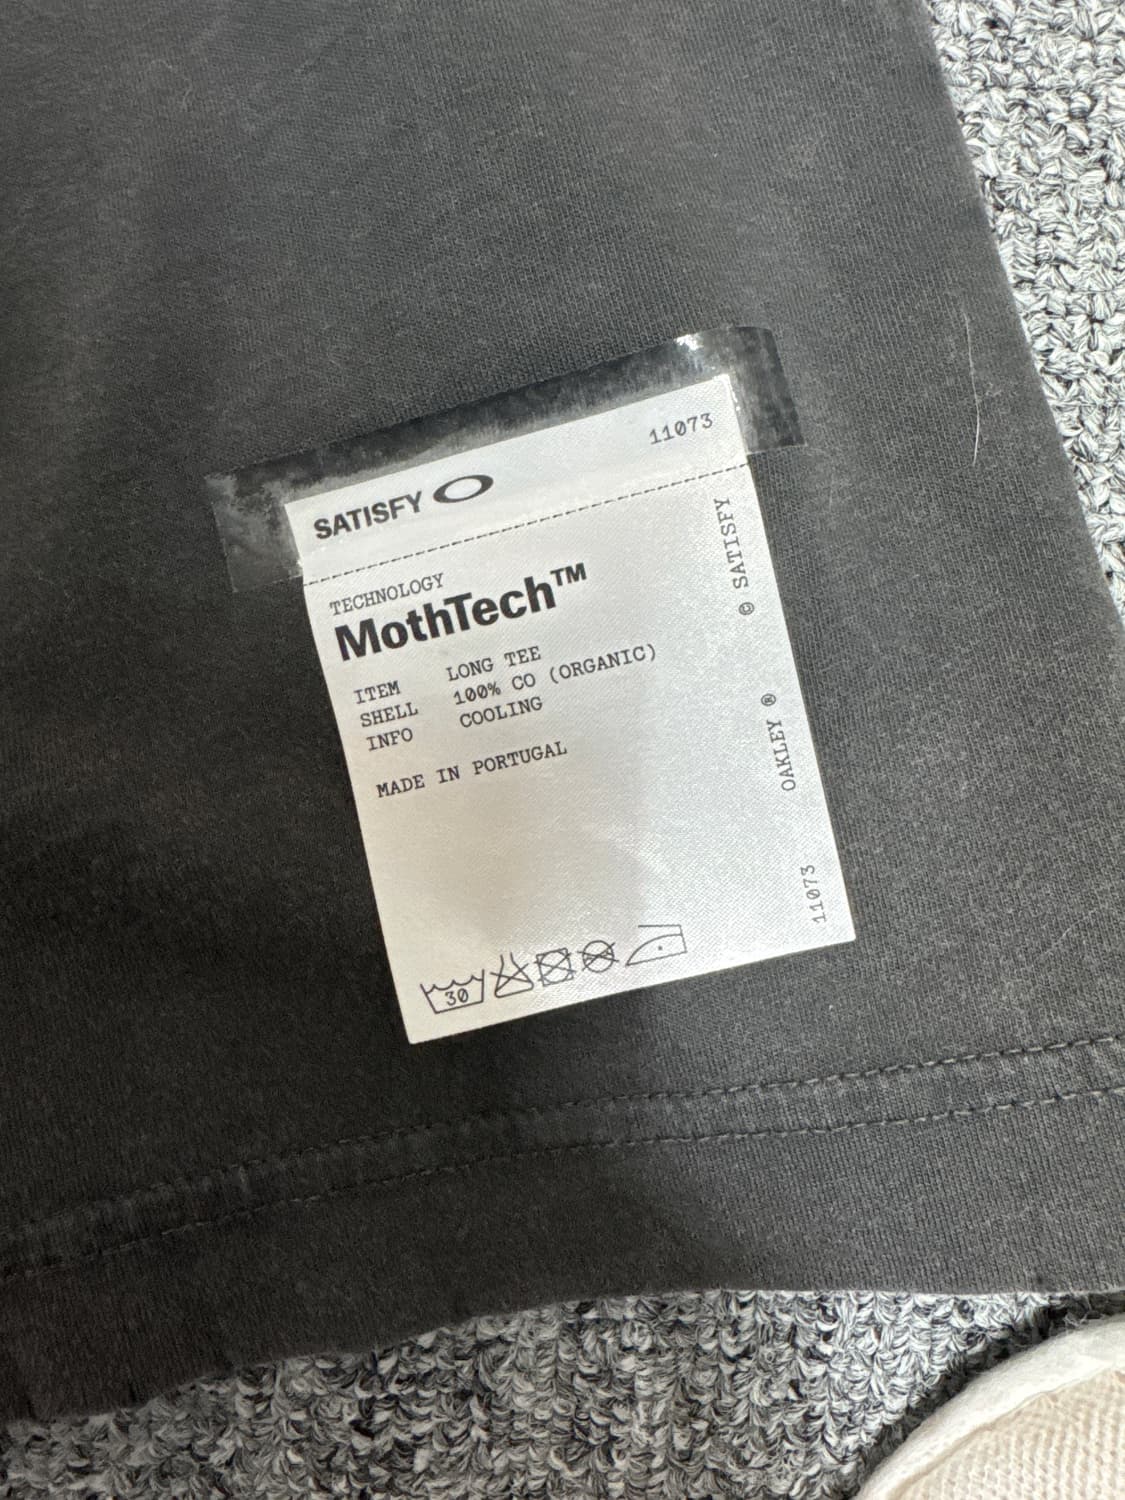 SATISFY
11073
TECHNOLOGY
MothTech™
ITEM LONG TEE
SHELL 100% CO (ORGANIC)
INFO COOLING
MADE IN PORTUGAL
30
© SATISFY
OAKLEY ®
11073